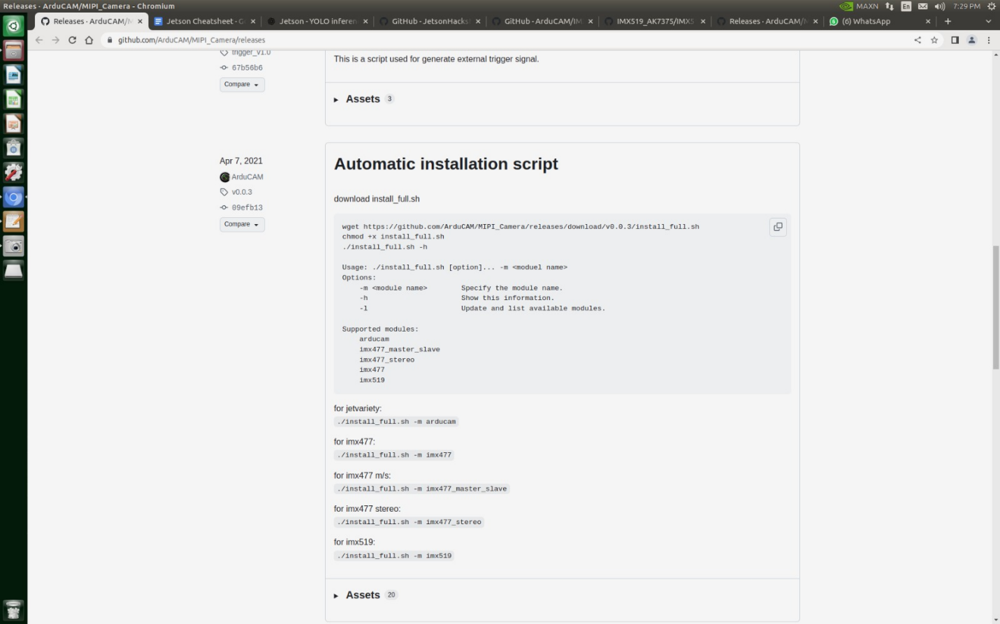 Releases · ArduCAM/MIPI_Camera - Chromium
MAXN En 7:29 PM
Releases · ArduCAM/M
Jetson Cheatsheet - G
Jetson - YOLO inferen
GitHub - JetsonHacks
GitHub - ArduCAM/IM
IMX519_AK7375/IMX5
Releases · ArduCAM/
(6) WhatsApp
github.com/ArduCAM/MIPI_Camera/releases
trigger_v1.0
67b56b6
Compare
This is a script used for generate external trigger signal.
Assets 3
Apr 7, 2021
ArduCAM
v0.0.3
09efb13
Compare
Automatic installation script
download install_full.sh
wget https://github.com/ArduCAM/MIPI_Camera/releases/download/v0.0.3/install_full.sh
chmod +x install_full.sh
./install_full.sh -h
Usage: ./install_full.sh [option]... -m <moduel name>
Options:
-m <module name> Specify the module name.
-h Show this information.
-l Update and list available modules.
Supported modules:
arducam
imx477_master_slave
imx477_stereo
imx477
imx519
for jetvariety:
./install_full.sh -m arducam
for imx477:
./install_full.sh -m imx477
for imx477 m/s:
./install_full.sh -m imx477_master_slave
for imx477 stereo:
./install_full.sh -m imx477_stereo
for imx519:
./install_full.sh -m imx519
Assets 20